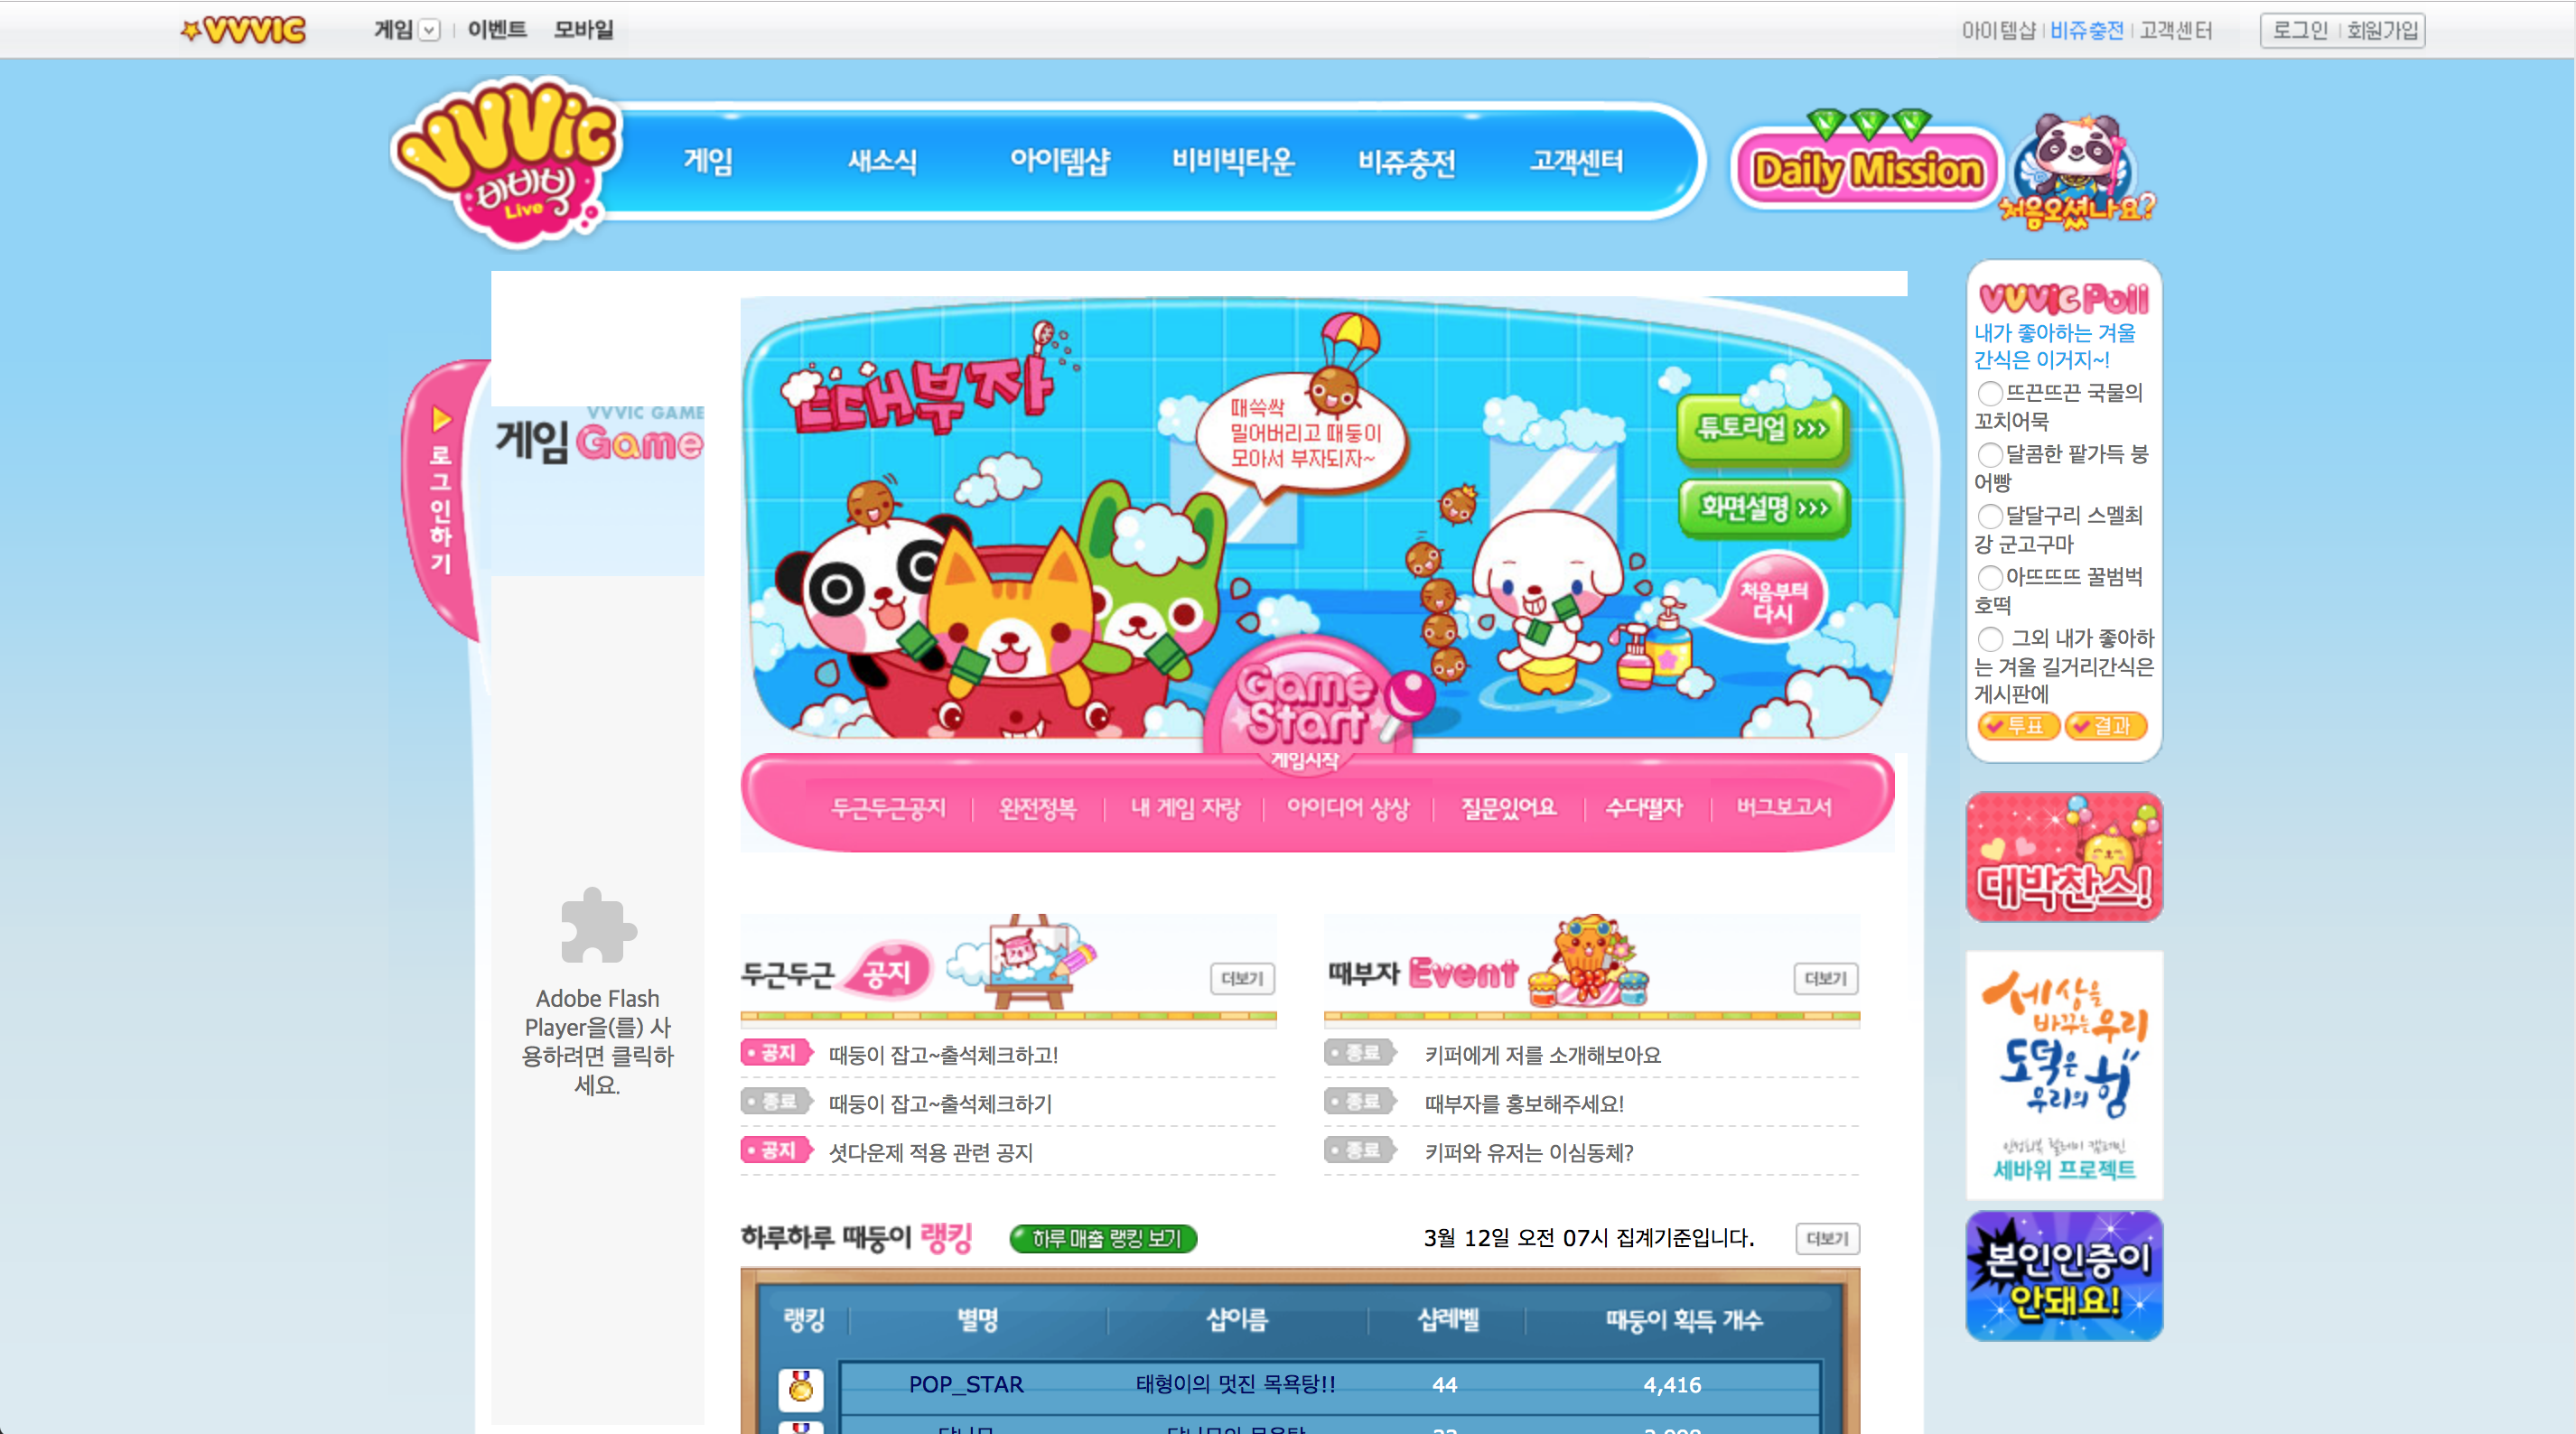 VVVIC
게임 이벤트 모바일
아이템샵 비쥬충전 고객센터
로그인 회원가입
VVVic
비비빅
Live
게임 새소식 아이템샵 비비빅타운 비쥬충전 고객센터
Daily Mission
처음오셨나요?
로그인하기
VVVIC GAME
게임 Game
Adobe Flash
Player을(를) 사
용하려면 클릭하
세요.
때부자
때쓱싹
밀어버리고 때둥이
모아서 부자되자~
튜토리얼 >>>
화면설명 >>>
처음부터
다시
Game
Start
게임시작
두근두근공지 완전정복 내 게임 자랑 아이디어 상상 질문있어요 수다떨자 버그보고서
두근두근 공지 더보기
공지 때둥이 잡고~출석체크하고!
종료 때둥이 잡고~출석체크하기
공지 셧다운제 적용 관련 공지
때부자 Event 더보기
종료 키퍼에게 저를 소개해보아요
종료 때부자를 홍보해주세요!
종료 키퍼와 유저는 이심동체?
하루하루 때둥이 랭킹 하루 매출 랭킹 보기 3월 12일 오전 07시 집계기준입니다. 더보기
랭킹 별명 샵이름 샵레벨 때둥이 획득 개수
POP_STAR 태형이의 멋진 목욕탕!! 44 4,416
VVVic Poll
내가 좋아하는 겨울
간식은 이거지~!
뜨끈뜨끈 국물의
꼬치어묵
달콤한 팥가득 붕
어빵
달달구리 스멜최
강 군고구마
아뜨뜨뜨 꿀범벅
호떡
그외 내가 좋아하
는 겨울 길거리간식은
게시판에
투표 결과
대박찬스!
세상을
바꾸는 우리
도덕은
우리의 힘
인성회복 릴레이 캠페인
세바위 프로젝트
본인인증이
안돼요!